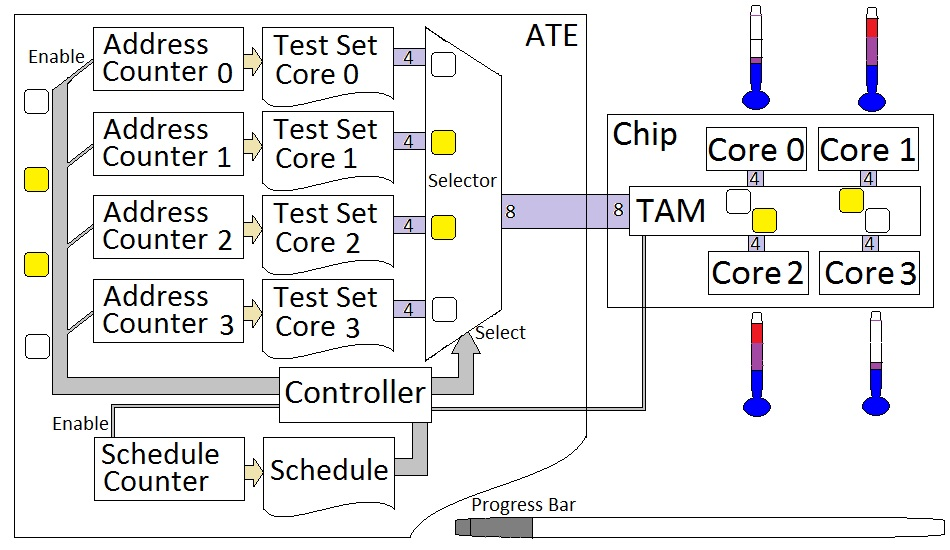 ATE
Enable
Address
Counter 0
Test Set
Core 0
4
Address
Counter 1
Test Set
Core 1
4
Selector
Address
Counter 2
Test Set
Core 2
4
8
8
Address
Counter 3
Test Set
Core 3
4
Select
Controller
Enable
Schedule
Counter
Schedule
Chip
Core 0
Core 1
4
4
TAM
4
4
Core 2
Core 3
Progress Bar